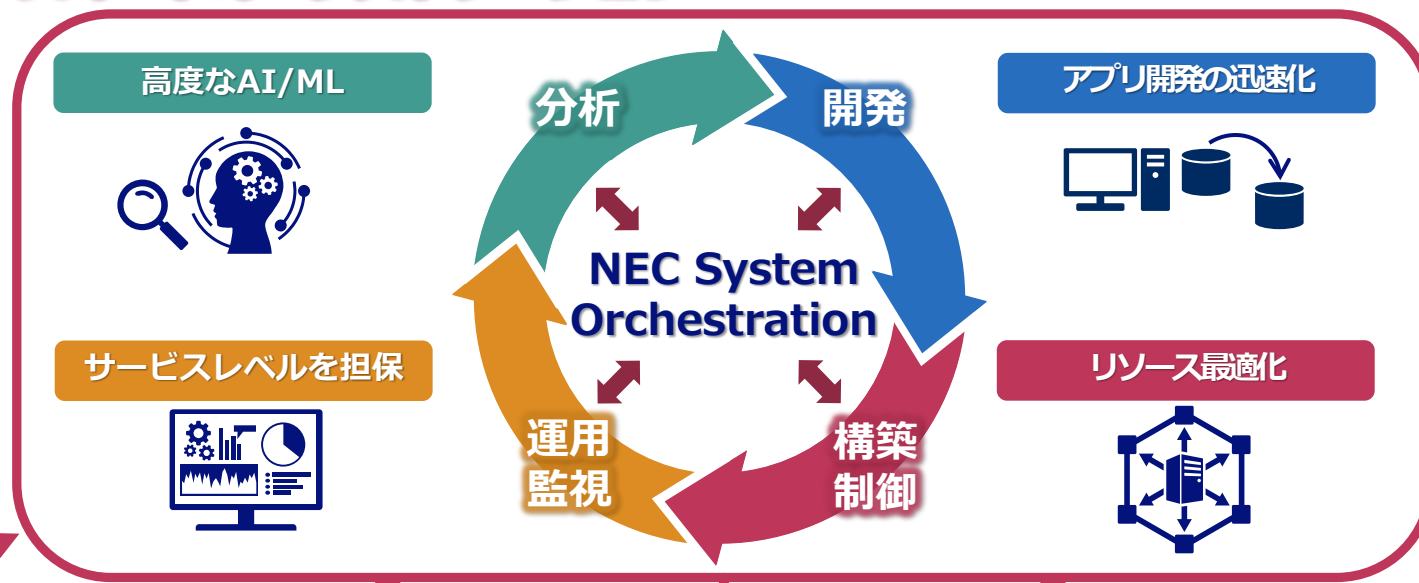 高度なAI/ML
分析
開発
アプリ開発の迅速化
NEC System
Orchestration
サービスレベルを担保
運用
監視
構築
制御
リソース最適化